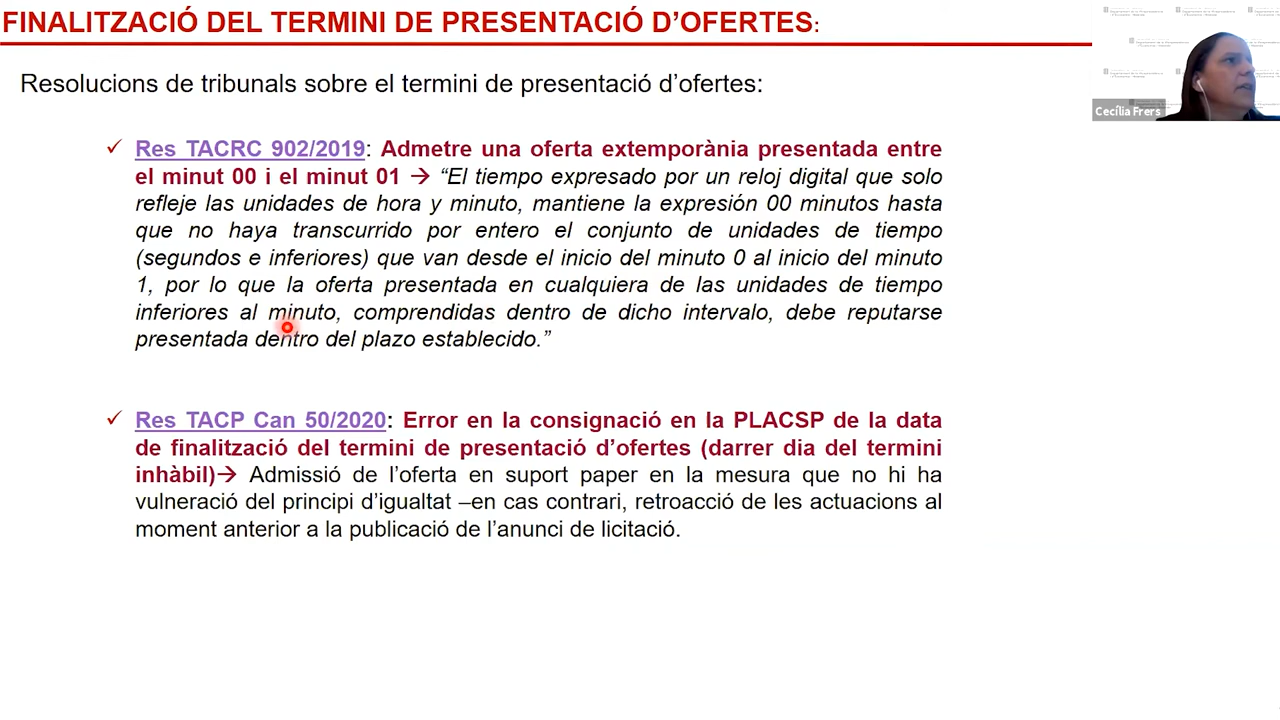 FINALITZACIÓ DEL TERMINI DE PRESENTACIÓ D’OFERTES:
Resolucions de tribunals sobre el termini de presentació d’ofertes:
✓ Res TACRC 902/2019: Admetre una oferta extemporània presentada entre
el minut 00 i el minut 01 → “El tiempo expresado por un reloj digital que solo
refleje las unidades de hora y minuto, mantiene la expresión 00 minutos hasta
que no haya transcurrido por entero el conjunto de unidades de tiempo
(segundos e inferiores) que van desde el inicio del minuto 0 al inicio del minuto
1, por lo que la oferta presentada en cualquiera de las unidades de tiempo
inferiores al minuto, comprendidas dentro de dicho intervalo, debe reputarse
presentada dentro del plazo establecido.”
✓ Res TACP Can 50/2020: Error en la consignació en la PLACSP de la data
de finalització del termini de presentació d’ofertes (darrer dia del termini
inhàbil)→ Admissió de l’oferta en suport paper en la mesura que no hi ha
vulneració del principi d’igualtat –en cas contrari, retroacció de les actuacions al
moment anterior a la publicació de l’anunci de licitació.
Cecília Frers